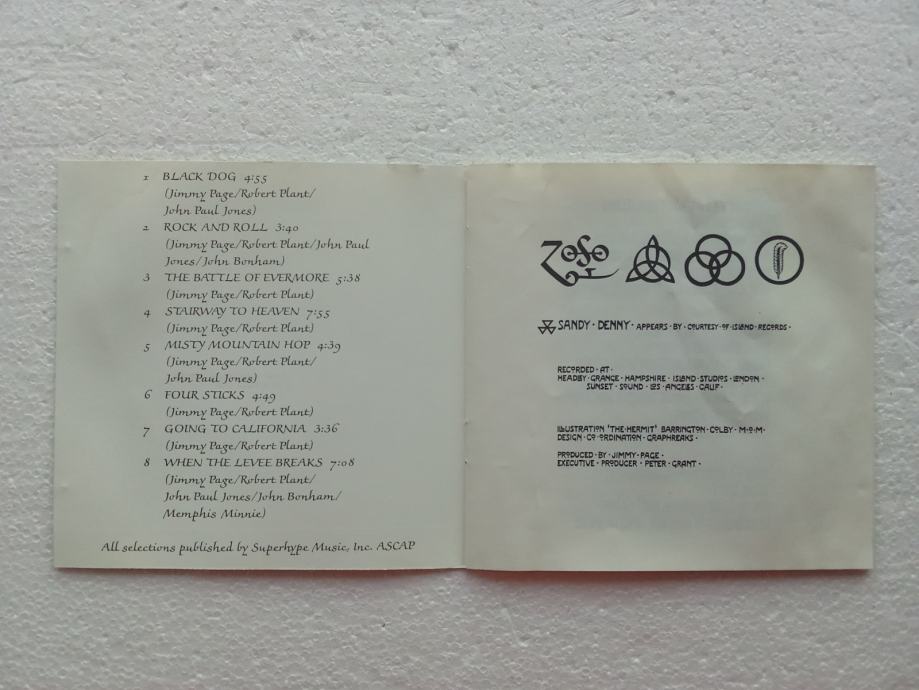 1 BLACK DOG 4:55
(Jimmy Page/Robert Plant/
John Paul Jones)
2 ROCK AND ROLL 3:40
(Jimmy Page/Robert Plant/John Paul
Jones/John Bonham)
3 THE BATTLE OF EVERMORE 5:38
(Jimmy Page/Robert Plant)
4 STAIRWAY TO HEAVEN 7:55
(Jimmy Page/Robert Plant)
5 MISTY MOUNTAIN HOP 4:39
(Jimmy Page/Robert Plant/
John Paul Jones)
6 FOUR STICKS 4:49
(Jimmy Page/Robert Plant)
7 GOING TO CALIFORNIA 3:36
(Jimmy Page/Robert Plant)
8 WHEN THE LEVEE BREAKS 7:08
(Jimmy Page/Robert Plant/
John Paul Jones/John Bonham/
Memphis Minnie)
All selections published by Superhype Music, Inc. ASCAP
ZoSo
SANDY · DENNY · APPEARS · BY · COURTESY · OF · ISLAND · RECORDS ·
RECORDED · AT ·
HEADLY · GRANGE · HAMPSHIRE · ISLAND · STUDIOS · LONDON ·
SUNSET · SOUND · LOS · ANGELES · CALIF ·
ILLUSTRATION 'THE · HERMIT' BARRINGTON · COLBY · M · O · M ·
DESIGN · CO-ORDINATION · GRAPHREAKS ·
PRODUCED · BY · JIMMY · PAGE ·
EXECUTIVE · PRODUCER · PETER · GRANT ·